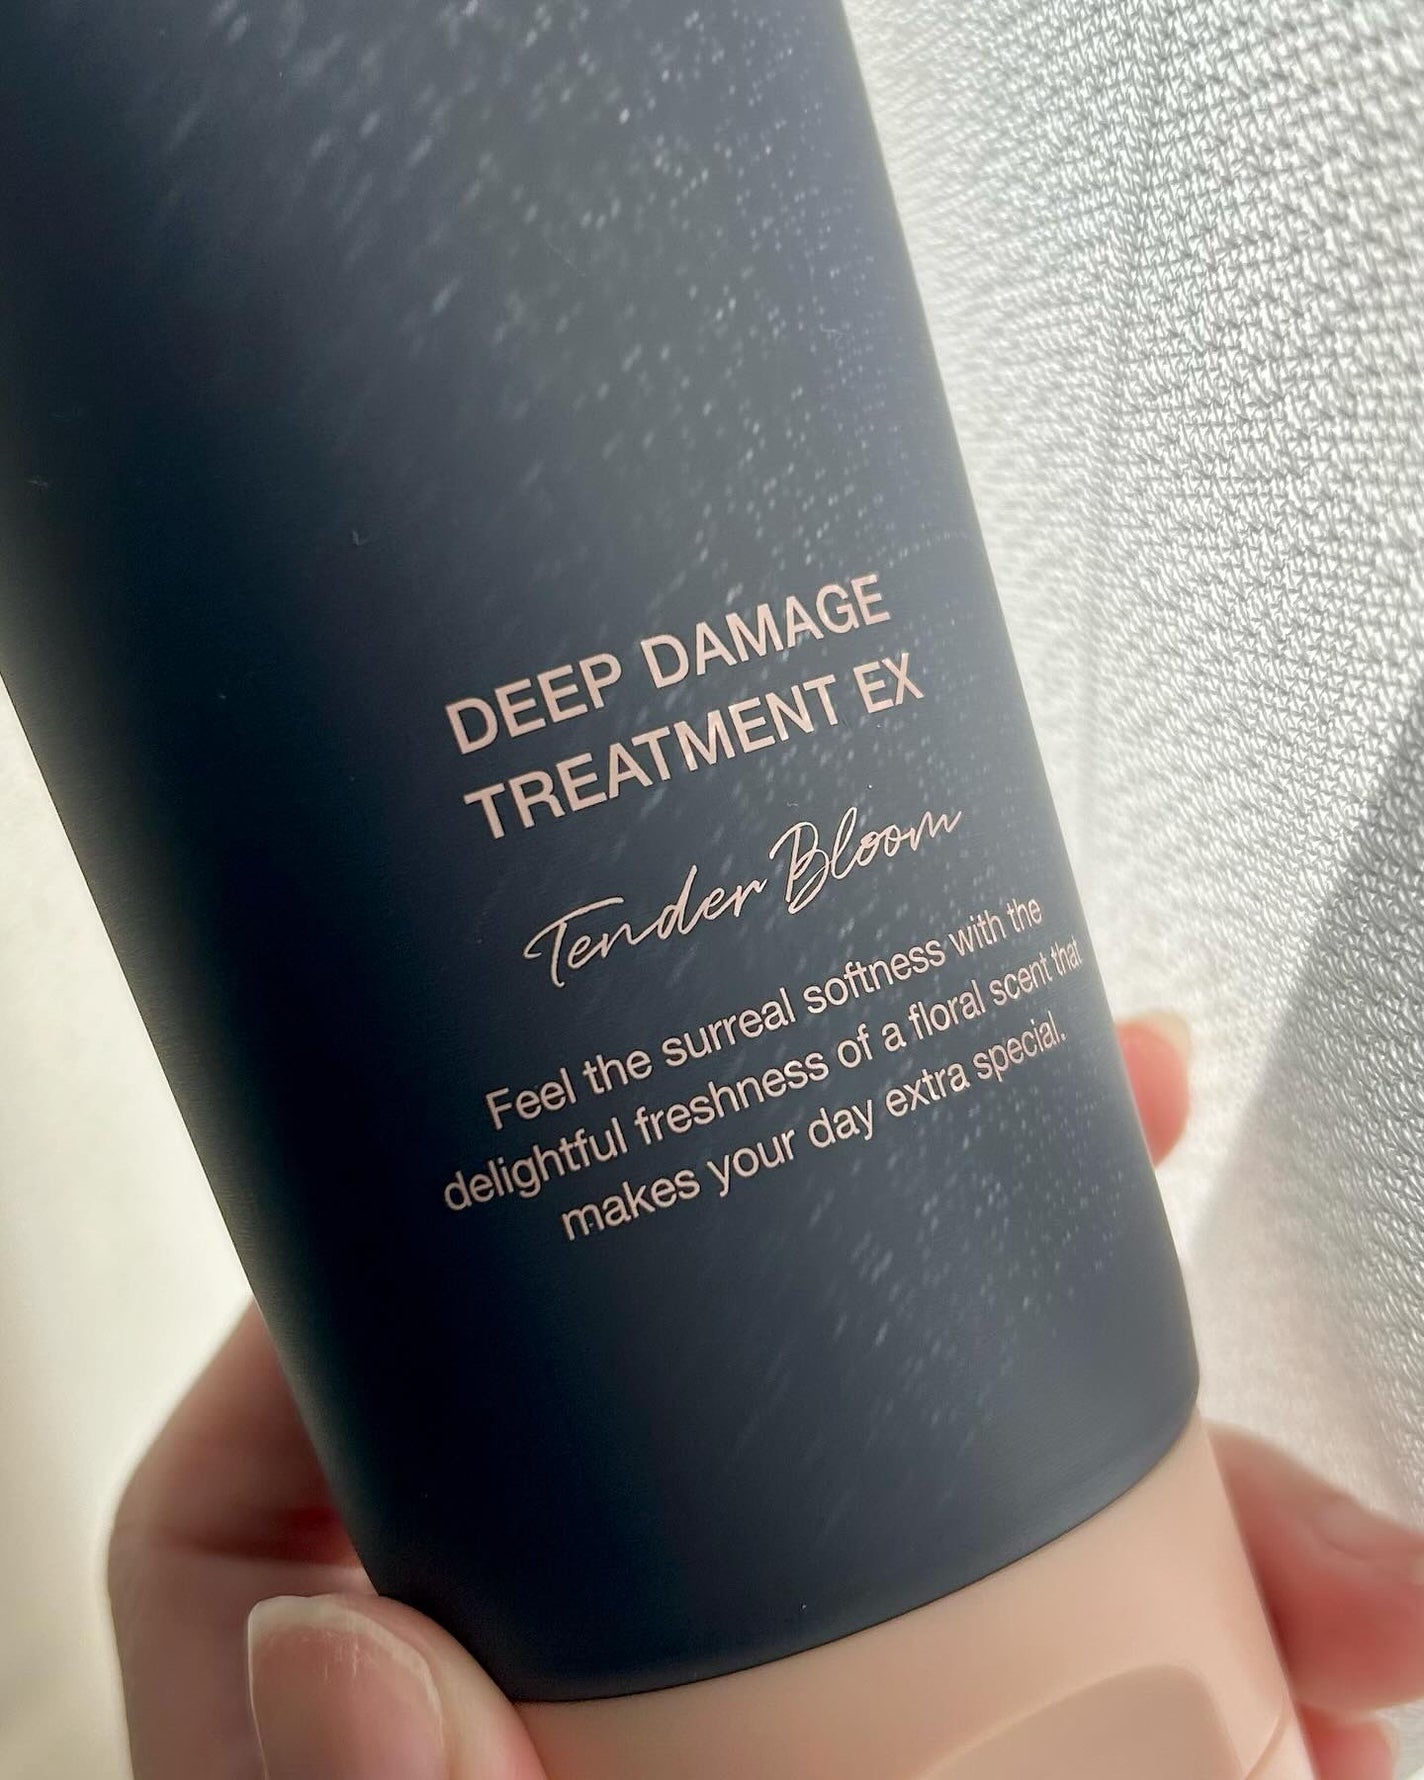 DEEP DAMAGE
TREATMENT EX
Tender Bloom
Feel the surreal softness with the
delightful freshness of a floral scent that
makes your day extra special.